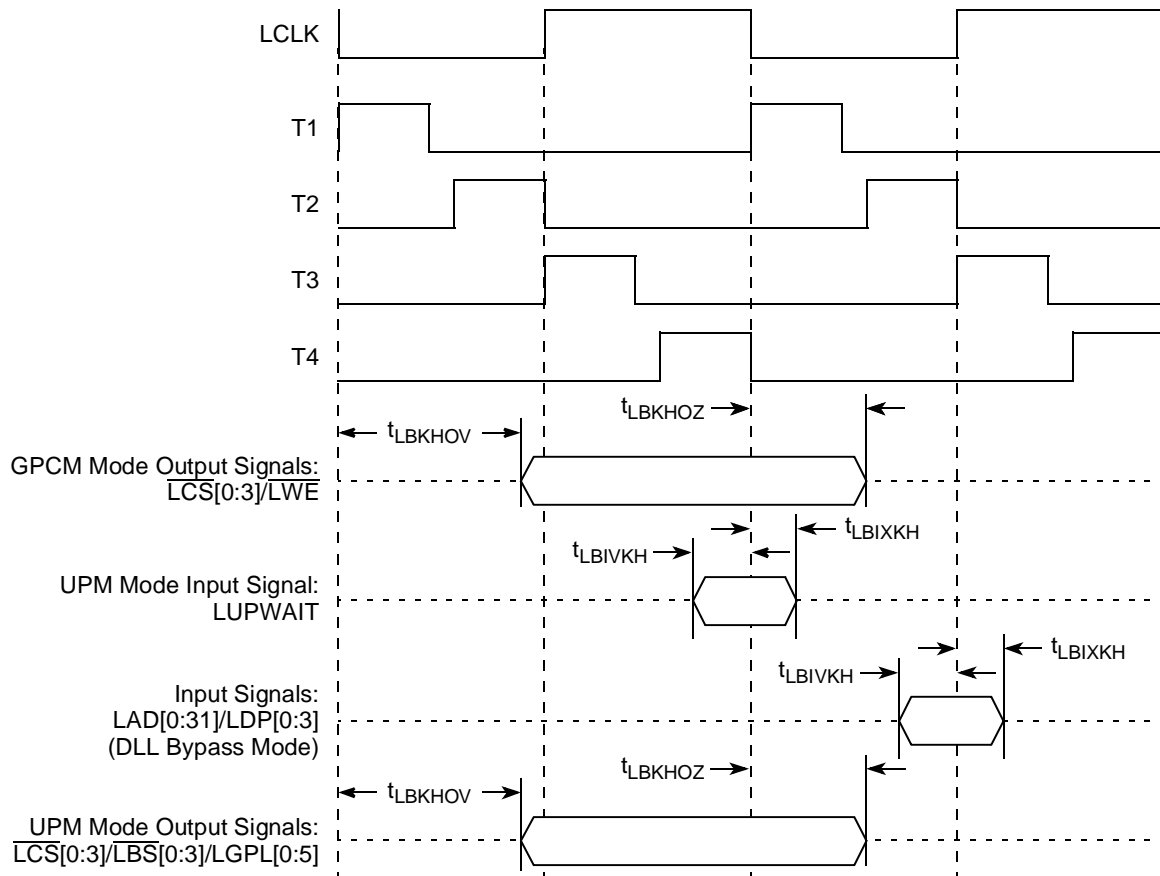 LCLK
T1
T2
T3
T4
tLBKHOZ
tLBKHOV
GPCM Mode Output Signals:
LCS[0:3]/LWE
tLBIXKH
tLBIVKH
UPM Mode Input Signal:
LUPWAIT
tLBIXKH
tLBIVKH
Input Signals:
LAD[0:31]/LDP[0:3]
(DLL Bypass Mode)
tLBKHOZ
tLBKHOV
UPM Mode Output Signals:
LCS[0:3]/LBS[0:3]/LGPL[0:5]